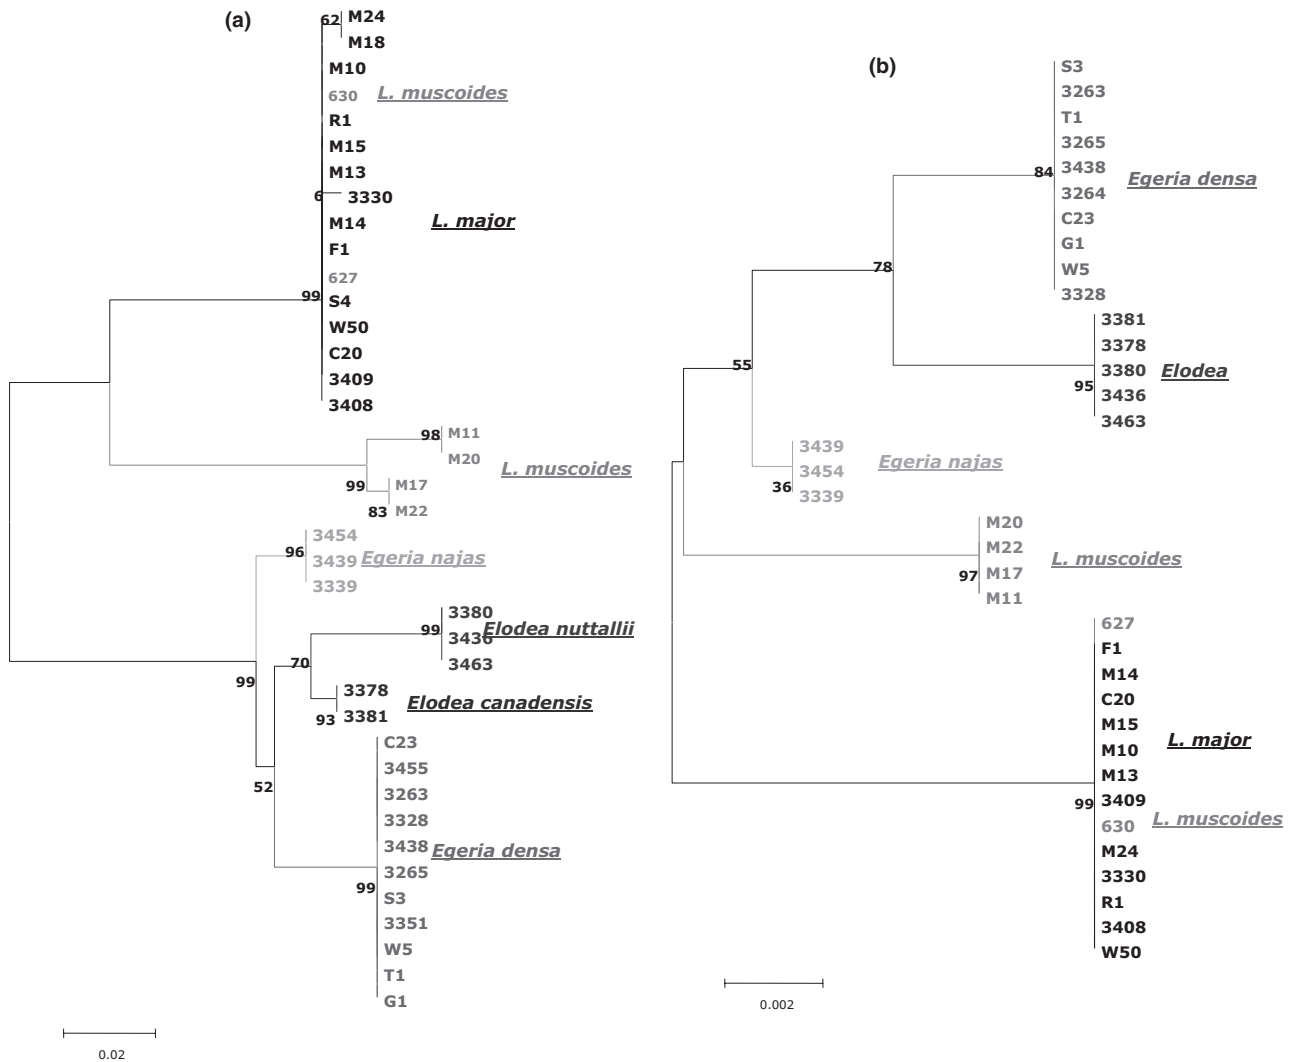 (a)
62
M24
M18
M10
630
L. muscoides
R1
M15
M13
6
3330
M14
L. major
F1
627
99
S4
W50
C20
3409
3408
98
M11
M20
L. muscoides
99
M17
83
M22
3454
96
3439
Egeria najas
3339
3380
99
3436
Elodea nuttallii
3463
70
99
3378
3381
Elodea canadensis
93
C23
3455
52
3263
3328
3438
Egeria densa
3265
99
S3
3351
W5
T1
G1
0.02
(b)
S3
3263
T1
3265
84
3438
Egeria densa
3264
C23
G1
78
W5
3328
3381
3378
55
3380
Elodea
95
3436
3463
3439
3454
Egeria najas
36
3339
M20
M22
L. muscoides
97
M17
M11
627
F1
M14
C20
M15
L. major
M10
M13
99
3409
630
L. muscoides
M24
3330
R1
3408
W50
0.002